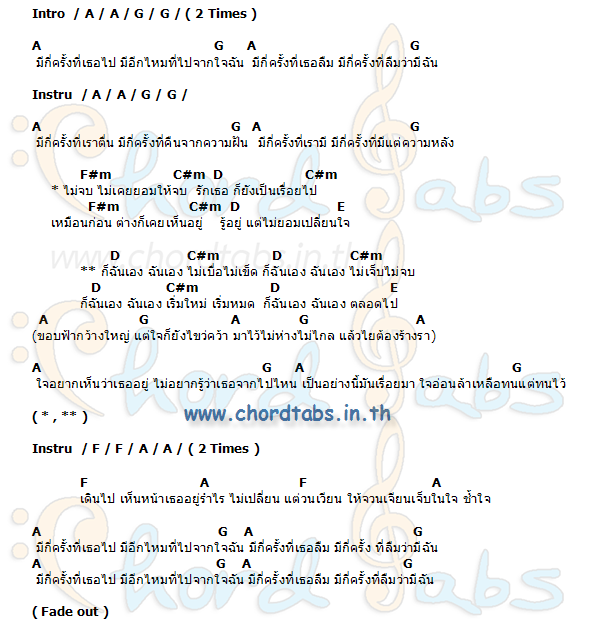 Intro / A / A / G / G / ( 2 Times )
A G A G
มีกี่ครั้งที่เธอไป มีอีกไหมที่ไปจากใจฉัน มีกี่ครั้งที่เธอลืม มีกี่ครั้งที่ลืมว่ามีฉัน
Instru / A / A / G / G /
A G A G
มีกี่ครั้งที่เราตื่น มีกี่ครั้งที่คืนจากความฝัน มีกี่ครั้งที่เรามี มีกี่ครั้งที่มีแต่ความหลัง
F#m C#m D C#m
* ไม่จบ ไม่เคยยอมให้จบ รักเธอ ก็ยังเป็นเรื่อยไป
F#m C#m D E
เหมือนก่อน ต่างก็เคยเห็นอยู่ รู้อยู่ แต่ไม่ยอมเปลี่ยนใจ
www.chordtabs.in.th
D C#m D C#m
** ก็ฉันเอง ฉันเอง ไม่เบื่อไม่เข็ด ก็ฉันเอง ฉันเอง ไม่เจ็บไม่จบ
D C#m D E
ก็ฉันเอง ฉันเอง เริ่มใหม่ เริ่มหมด ก็ฉันเอง ฉันเอง ตลอดไป
A G A G A
(ขอบฟ้ากว้างใหญ่ แต่ใจก็ยังไขว่คว้า มาไว้ไม่ห่างไม่ไกล แล้วไยต้องร้างรา)
A G A G
ใจอยากเห็นว่าเธออยู่ ไม่อยากรู้ว่าเธอจากไปไหน เป็นอย่างนี้มันเรื่อยมา ใจอ่อนล้าเหลือทนแต่ทนไว้
( * , ** )
www.chordtabs.in.th
Instru / F / F / A / A / ( 2 Times )
F A F A
เดินไป เห็นหน้าเธออยู่รำไร ไม่เปลี่ยน แต่วนเวียน ให้จวนเจียนเจ็บในใจ ช้ำใจ
A G A G
มีกี่ครั้งที่เธอไป มีอีกไหมที่ไปจากใจฉัน มีกี่ครั้งที่เธอลืม มีกี่ครั้ง ที่ลืมว่ามีฉัน
A G A G
มีกี่ครั้งที่เธอไป มีอีกไหมที่ไปจากใจฉัน มีกี่ครั้งที่เธอลืม มีกี่ครั้งที่ลืมว่ามีฉัน
( Fade out )